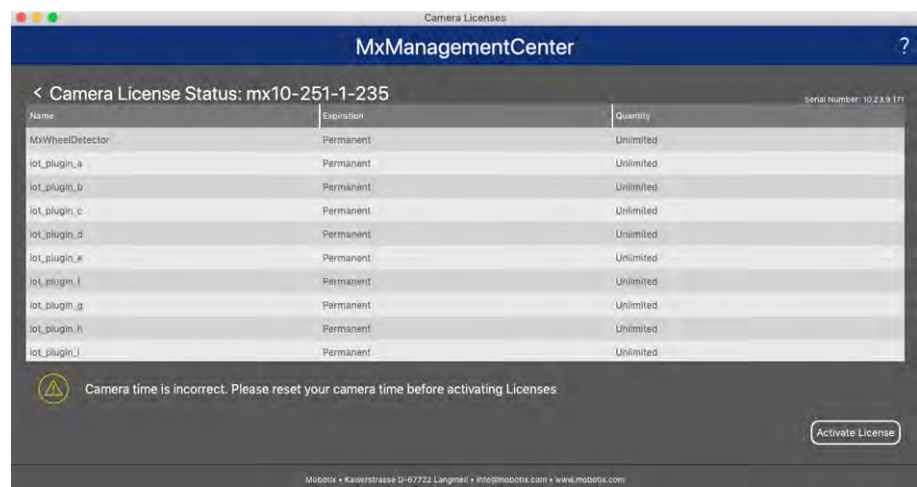 Camera Licenses
MxManagementCenter ?
< Camera License Status: mx10-251-1-235
Serial Number: 10.23.9.171
Name Expiration Quantity
MxWheelDetector Permanent Unlimited
iot_plugin_a Permanent Unlimited
iot_plugin_b Permanent Unlimited
iot_plugin_c Permanent Unlimited
iot_plugin_d Permanent Unlimited
iot_plugin_e Permanent Unlimited
iot_plugin_f Permanent Unlimited
iot_plugin_g Permanent Unlimited
iot_plugin_h Permanent Unlimited
iot_plugin_i Permanent Unlimited
Camera time is incorrect. Please reset your camera time before activating Licenses
Activate License
Mobotix • Kaiserstrasse D-67722 Langmeil • info@mobotix.com • www.mobotix.com